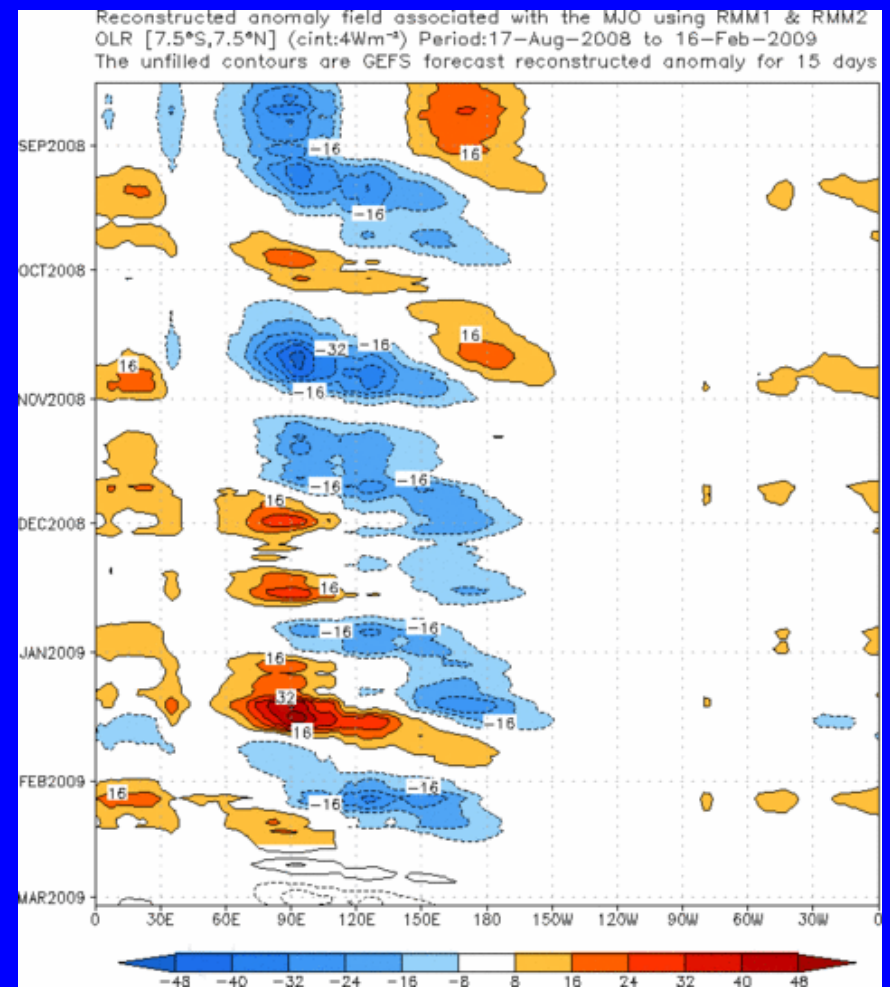 Reconstructed anomaly field associated with the MJO using RMM1 & RMM2
OLR [7.5°S,7.5°N] (cint:4Wm⁻²) Period:17-Aug-2008 to 16-Feb-2009
The unfilled contours are GEFS forecast reconstructed anomaly for 15 days
SEP2008 -16 16
-16
OCT2008
16
-32 -16
16
-16
NOV2008
-16
-16
16
DEC2008
16
-16 -16
JAN2009
16
32
-16
16
FEB2009
16 -16
-16
MAR2009
0 30E 60E 90E 120E 150E 180 150W 120W 90W 60W 30W 0
-48 -40 -32 -24 -16 -8 8 16 24 32 40 48